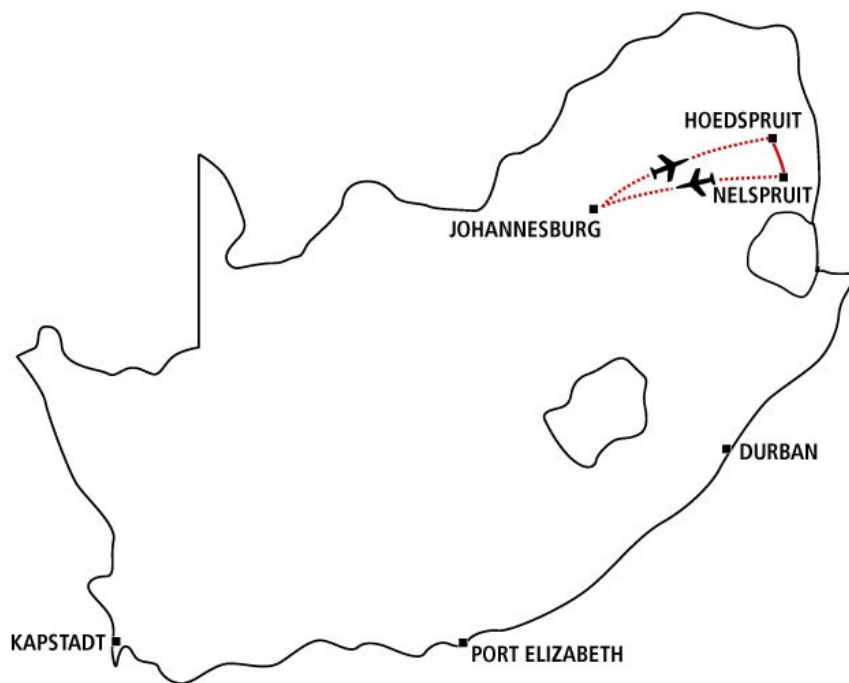 HOEDSPRUIT
NELSPRUIT
JOHANNESBURG
DURBAN
KAPSTADT
PORT ELIZABETH